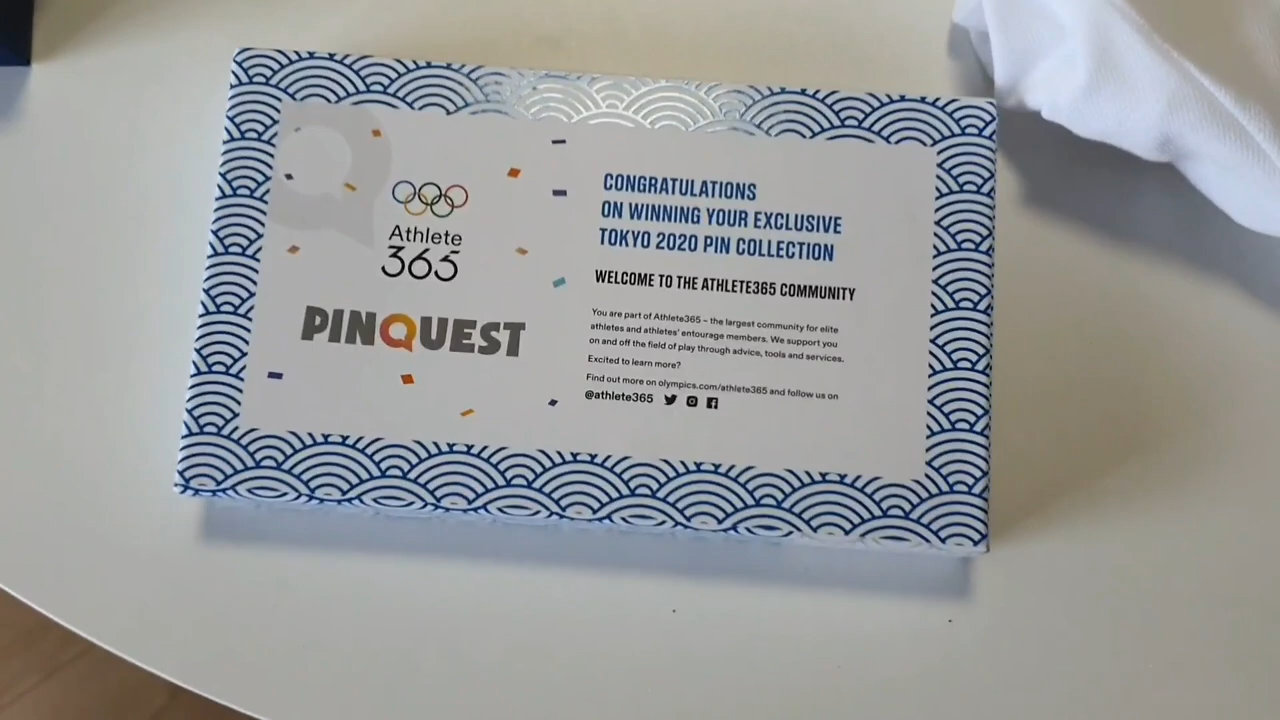 Athlete
365
PINQUEST
CONGRATULATIONS
ON WINNING YOUR EXCLUSIVE
TOKYO 2020 PIN COLLECTION
WELCOME TO THE ATHLETE365 COMMUNITY
You are part of Athlete365 – the largest community for elite
athletes and athletes' entourage members. We support you
on and off the field of play through advice, tools and services.
Excited to learn more?
Find out more on olympics.com/athlete365 and follow us on
@athlete365